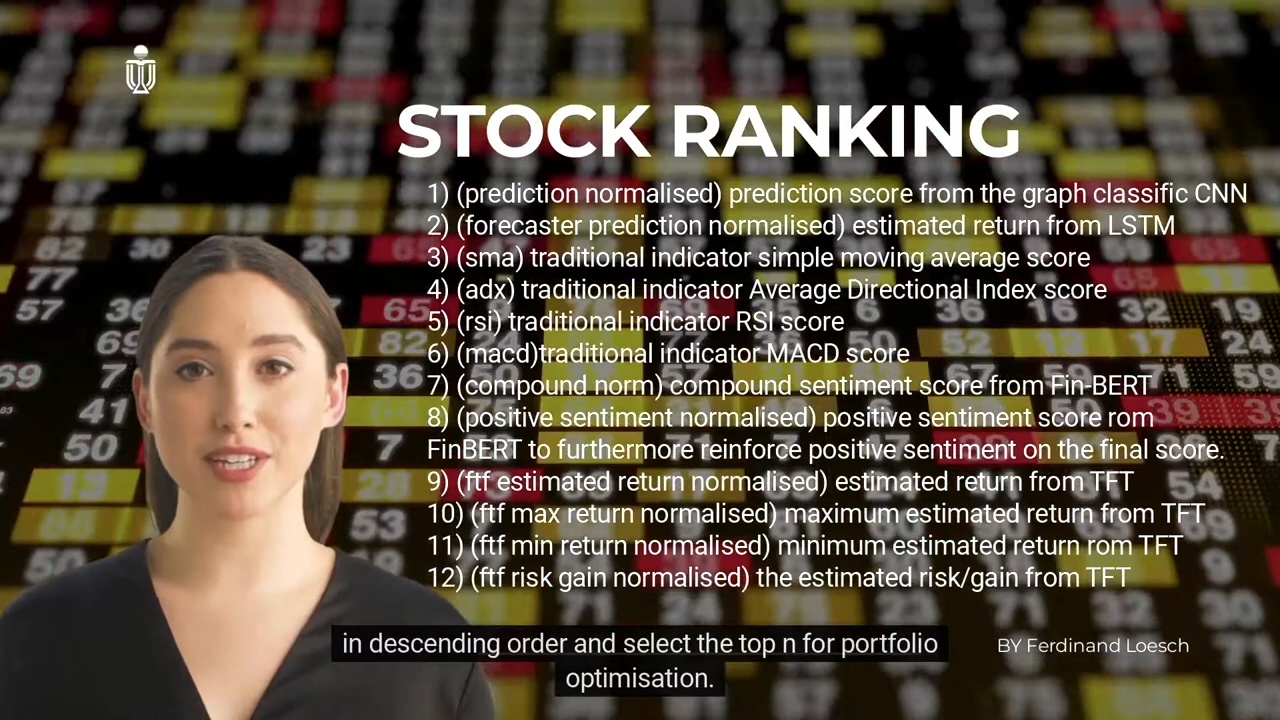 STOCK RANKING
1) (prediction normalised) prediction score from the graph classific CNN
2) (forecaster prediction normalised) estimated return from LSTM
3) (sma) traditional indicator simple moving average score
4) (adx) traditional indicator Average Directional Index score
5) (rsi) traditional indicator RSI score
6) (macd)traditional indicator MACD score
7) (compound norm) compound sentiment score from Fin-BERT
8) (positive sentiment normalised) positive sentiment score rom
FinBERT to furthermore reinforce positive sentiment on the final score.
9) (ftf estimated return normalised) estimated return from TFT
10) (ftf max return normalised) maximum estimated return from TFT
11) (ftf min return normalised) minimum estimated return rom TFT
12) (ftf risk gain normalised) the estimated risk/gain from TFT
in descending order and select the top n for portfolio
optimisation.
BY Ferdinand Loesch